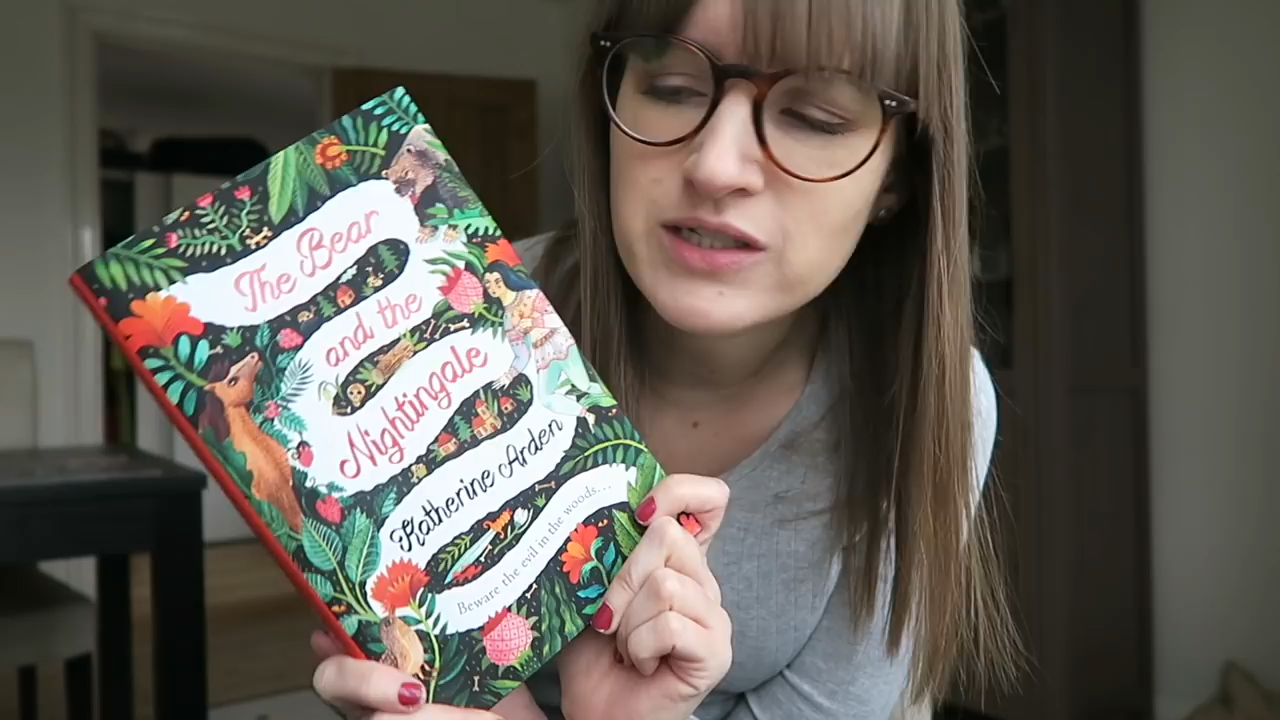 The Bear
and the
Nightingale
Katherine Arden
Beware the evil in the woods...